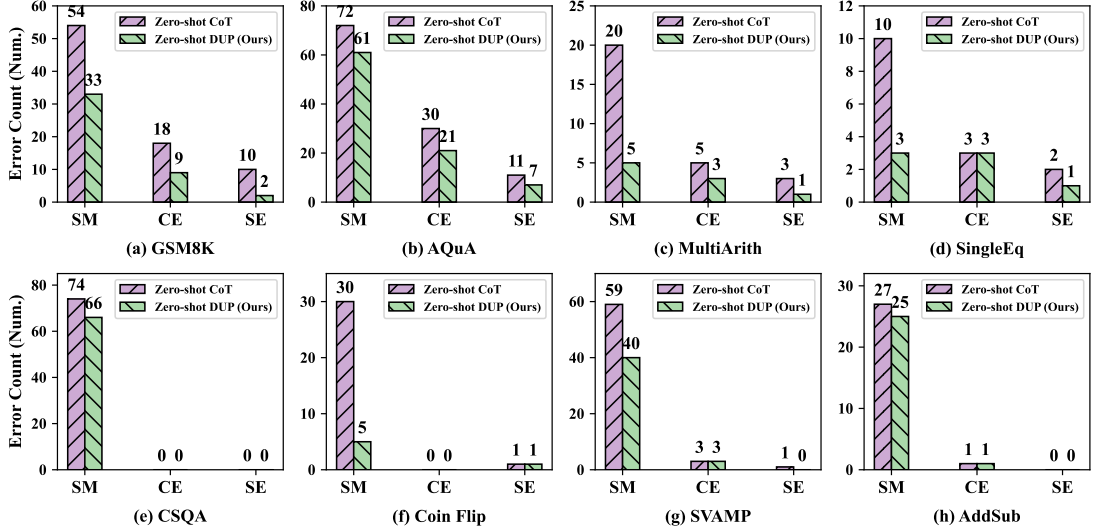 Error Count (Num.)
60
50
40
30
20
10
0
54
33
18
9
10
2
Zero-shot CoT
Zero-shot DUP (Ours)
SM CE SE
(a) GSM8K
80
60
40
20
0
72
61
30
21
11
7
Zero-shot CoT
Zero-shot DUP (Ours)
SM CE SE
(b) AQuA
25
20
15
10
5
0
20
5
5
3
3
1
Zero-shot CoT
Zero-shot DUP (Ours)
SM CE SE
(c) MultiArith
12
10
8
6
4
2
0
10
3
3
3
2
1
Zero-shot CoT
Zero-shot DUP (Ours)
SM CE SE
(d) SingleEq
Error Count (Num.)
80
60
40
20
0
74
66
0
0
0
0
Zero-shot CoT
Zero-shot DUP (Ours)
SM CE SE
(e) CSQA
30
20
10
0
30
5
0
0
1
1
Zero-shot CoT
Zero-shot DUP (Ours)
SM CE SE
(f) Coin Flip
60
40
20
0
59
40
3
3
1
0
Zero-shot CoT
Zero-shot DUP (Ours)
SM CE SE
(g) SVAMP
30
20
10
0
27
25
1
1
0
0
Zero-shot CoT
Zero-shot DUP (Ours)
SM CE SE
(h) AddSub